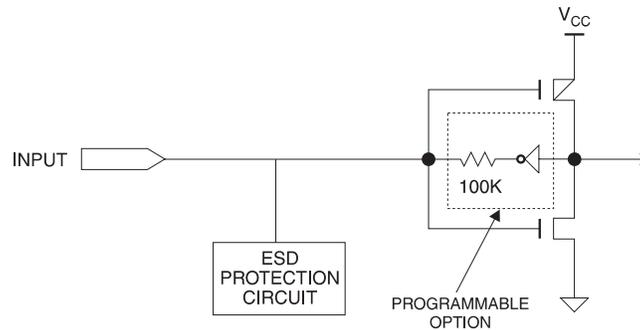 VCC
INPUT
100K
ESD
PROTECTION
CIRCUIT
PROGRAMMABLE
OPTION